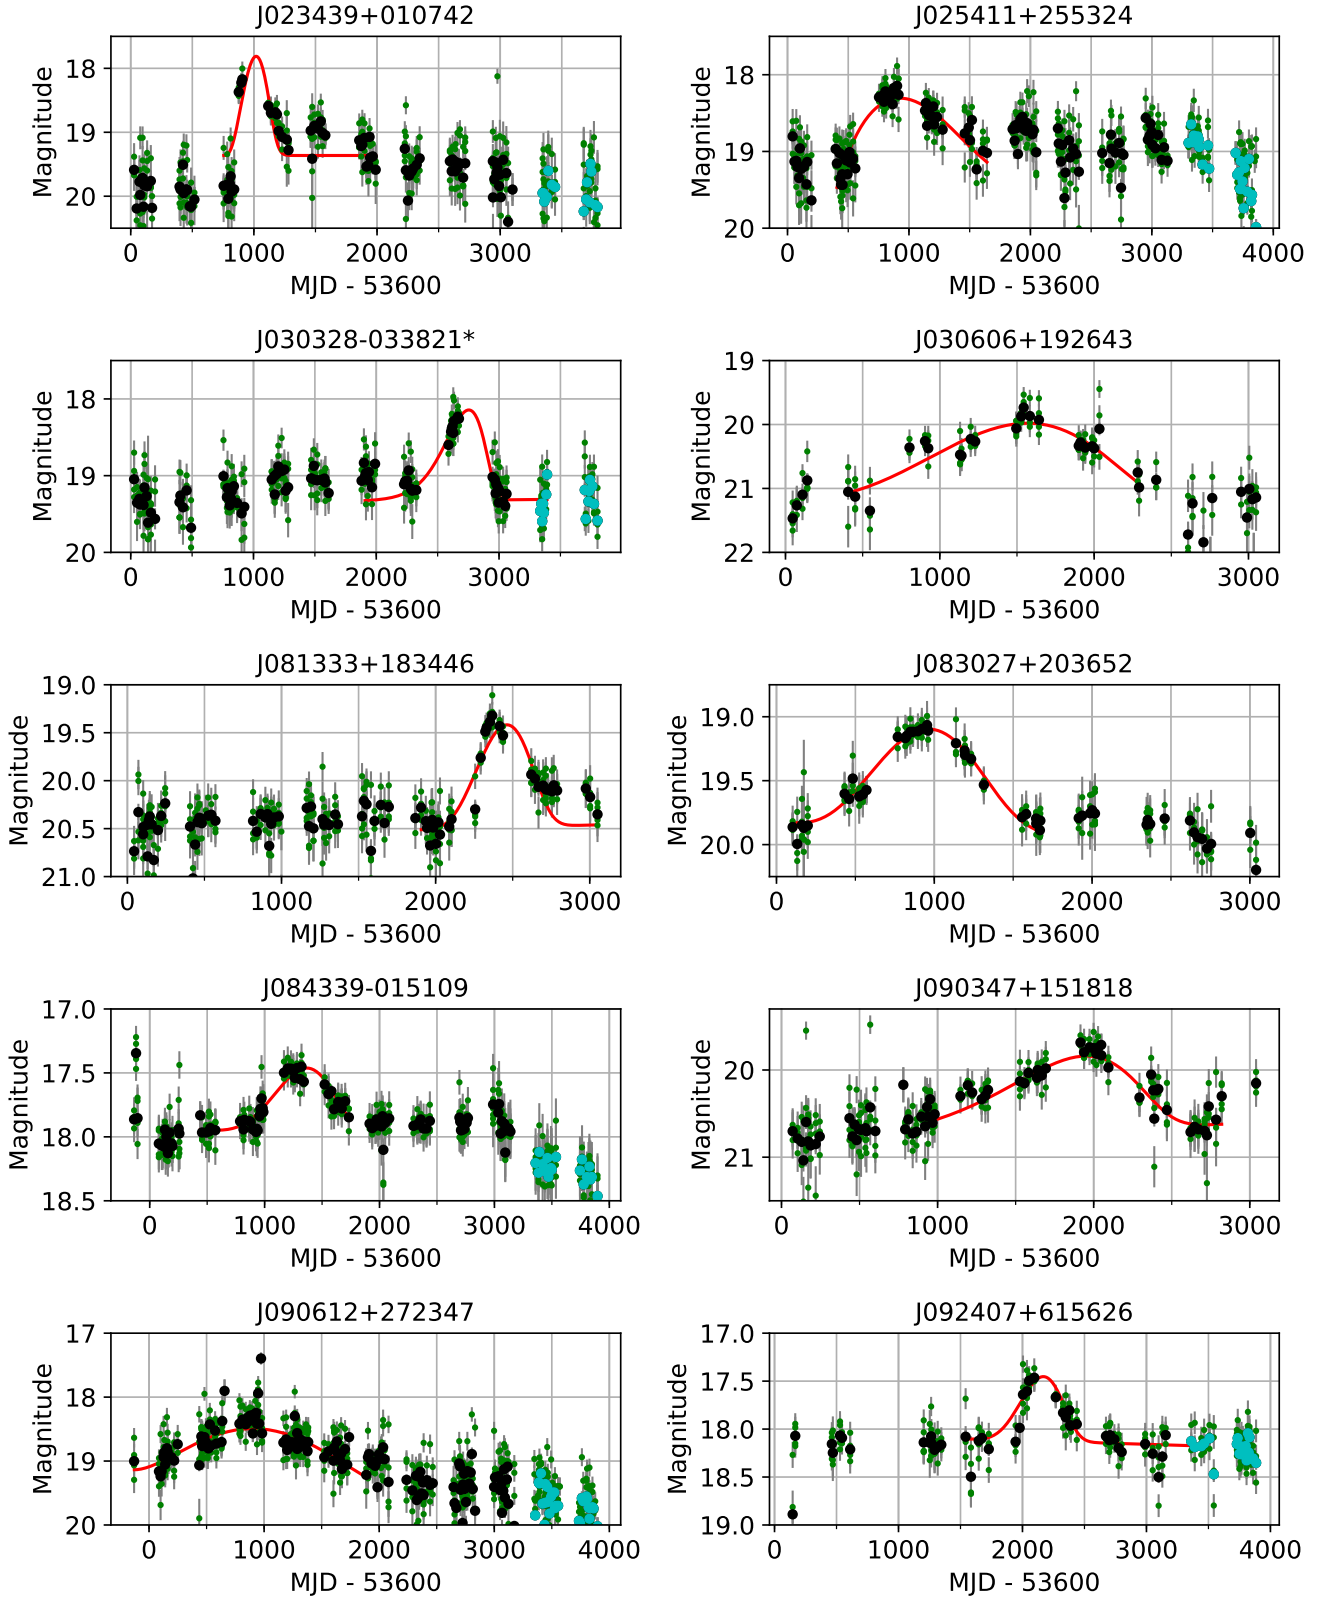 J023439+010742
Magnitude
18
19
20
0 1000 2000 3000
MJD - 53600
J025411+255324
Magnitude
18
19
20
0 1000 2000 3000 4000
MJD - 53600
J030328-033821*
Magnitude
18
19
20
0 1000 2000 3000
MJD - 53600
J030606+192643
Magnitude
19
20
21
22
0 1000 2000 3000
MJD - 53600
J081333+183446
Magnitude
19.0
19.5
20.0
20.5
21.0
0 1000 2000 3000
MJD - 53600
J083027+203652
Magnitude
19.0
19.5
20.0
0 1000 2000 3000
MJD - 53600
J084339-015109
Magnitude
17.0
17.5
18.0
18.5
0 1000 2000 3000 4000
MJD - 53600
J090347+151818
Magnitude
20
21
0 1000 2000 3000
MJD - 53600
J090612+272347
Magnitude
17
18
19
20
0 1000 2000 3000 4000
MJD - 53600
J092407+615626
Magnitude
17.0
17.5
18.0
18.5
19.0
0 1000 2000 3000 4000
MJD - 53600